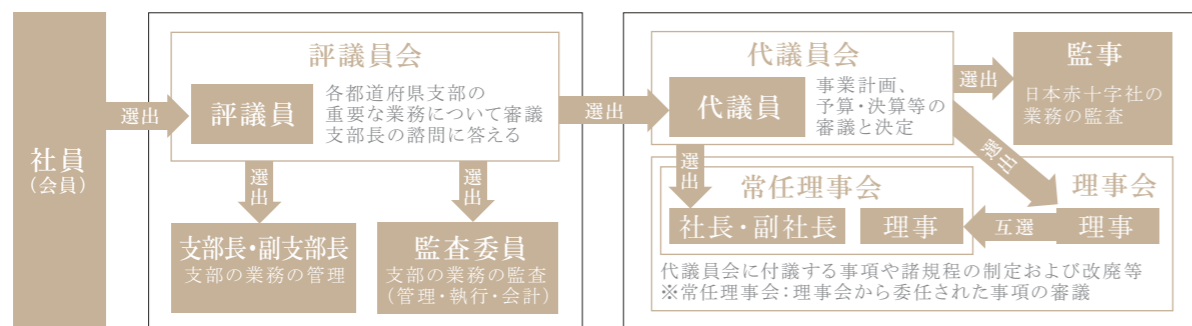 社員
(会員)
選出
評議員会
評議員
各都道府県支部の
重要な業務について審議
支部長の諮問に答える
選出
選出
支部長・副支部長
支部の業務の管理
監査委員
支部の業務の監査
(管理・執行・会計)
選出
代議員会
代議員
事業計画、
予算・決算等の
審議と決定
選出
監事
日本赤十字社の
業務の監査
選出
選出
理事会
常任理事会
社長・副社長
理事
互選
理事
代議員会に付議する事項や諸規程の制定および改廃等
※常任理事会：理事会から委任された事項の審議